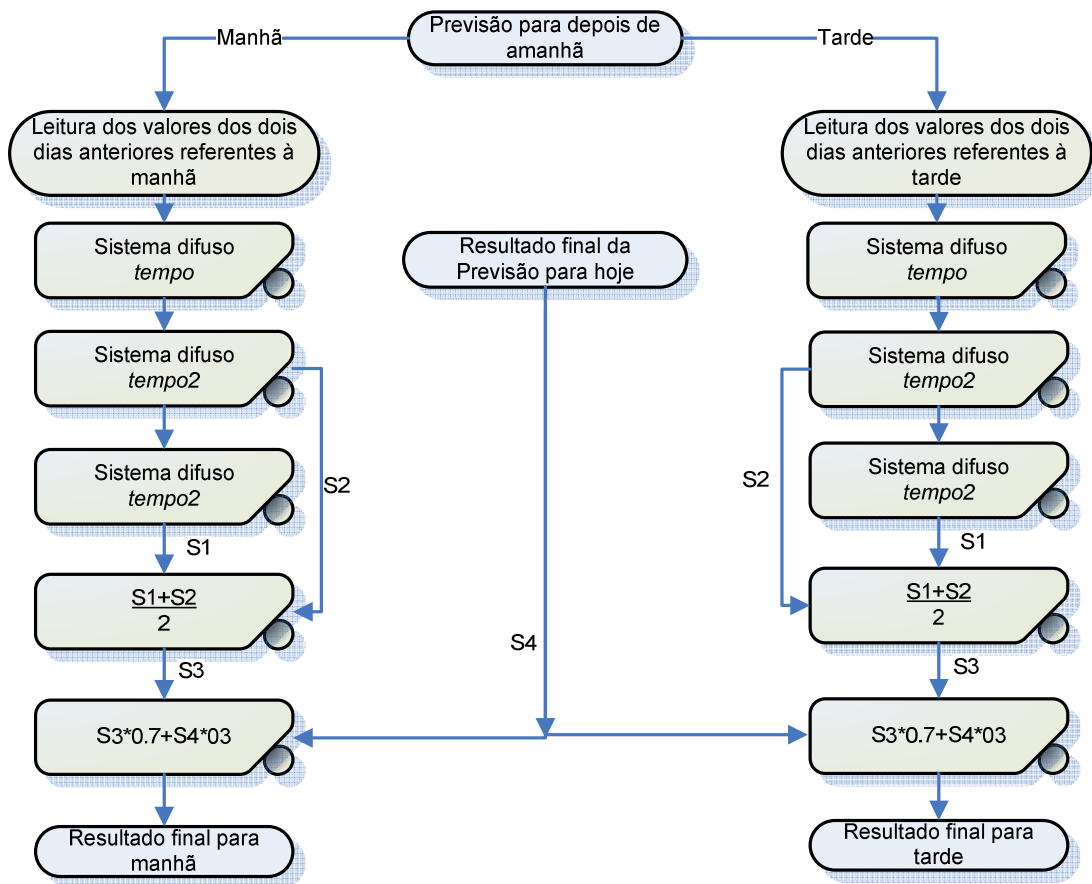 Previsão para depois de
amanhã
Manhã
Tarde
Leitura dos valores dos dois
dias anteriores referentes à
manhã
Sistema difuso
tempo
Sistema difuso
tempo2
S2
Sistema difuso
tempo2
S1
S1+S2
2
S3
S3*0.7+S4*03
Resultado final para
manhã
Resultado final da
Previsão para hoje
S4
Leitura dos valores dos dois
dias anteriores referentes à
tarde
Sistema difuso
tempo
Sistema difuso
tempo2
S2
Sistema difuso
tempo2
S1
S1+S2
2
S3
S3*0.7+S4*03
Resultado final para
tarde